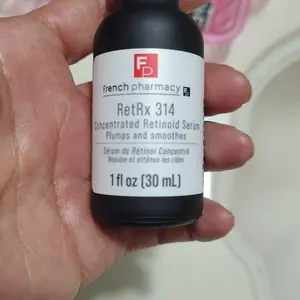 FP
French pharmacy
RetRx 314
Concentrated Retinoid Serum
Plumps and smoothes
Sérum de Rétinol Concentré
Repulpe et atténue les rides
1 fl oz (30 mL)